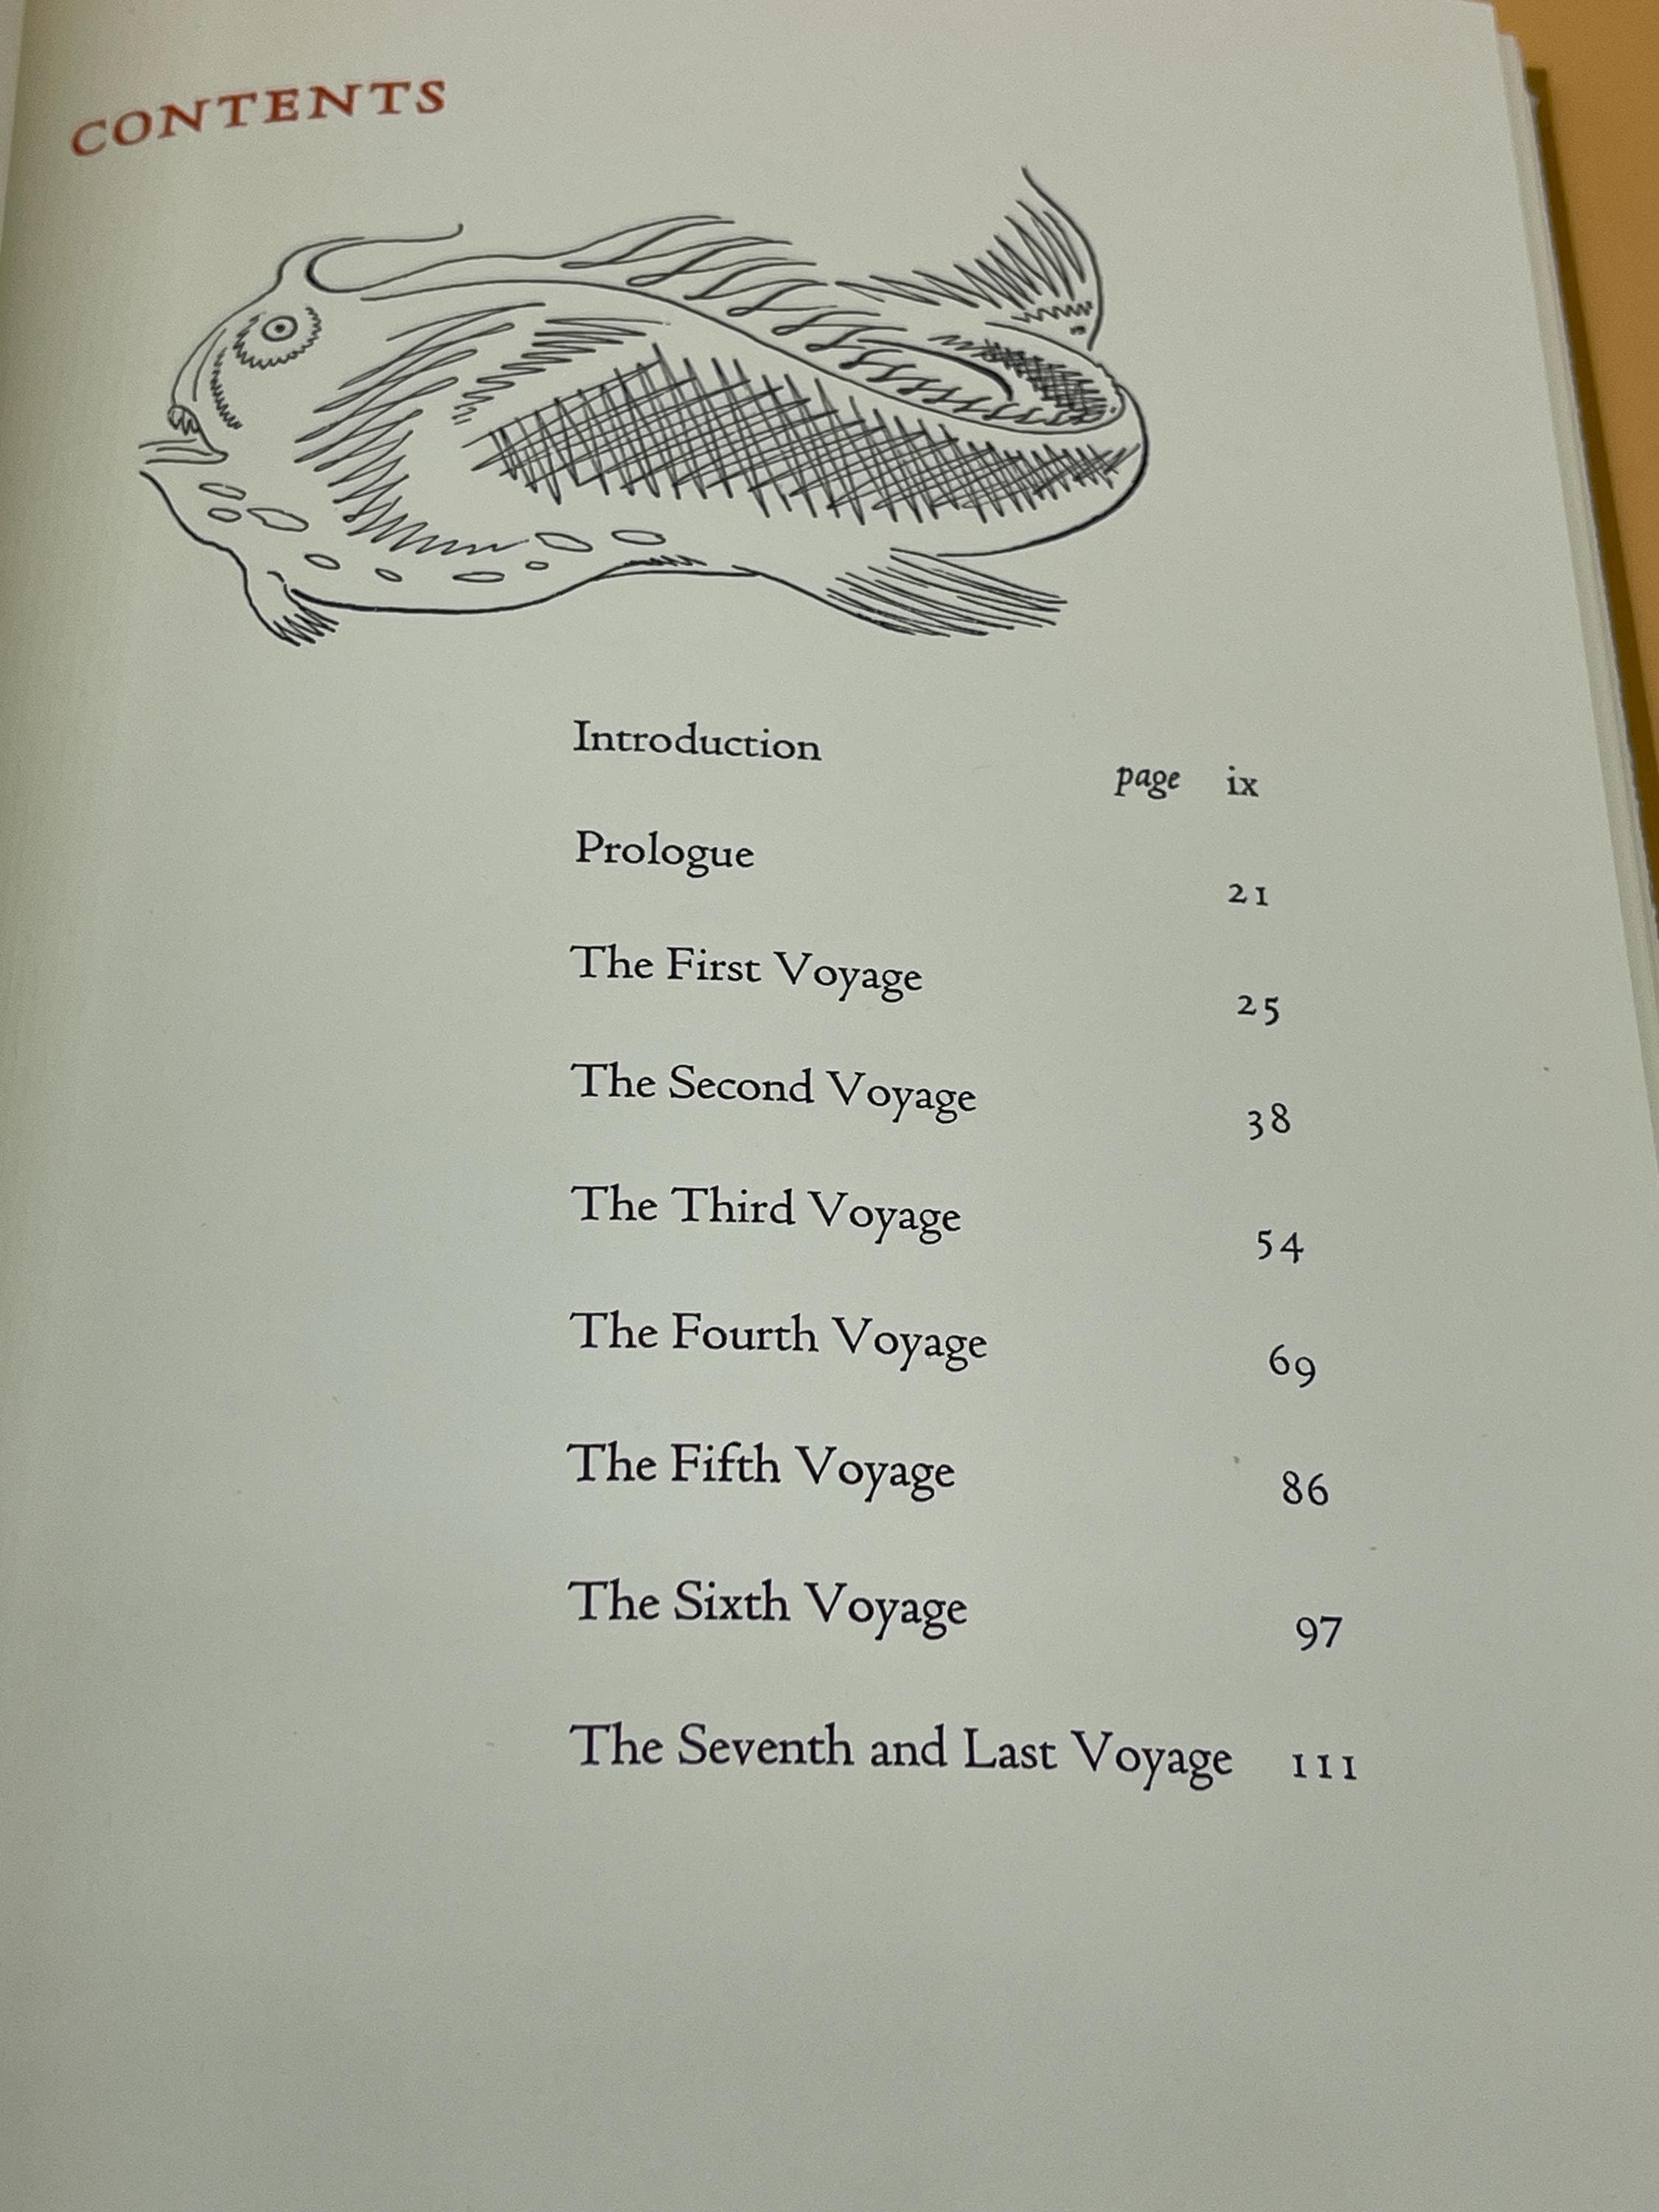 CONTENTS
Introduction page ix
Prologue 21
The First Voyage 25
The Second Voyage 38
The Third Voyage 54
The Fourth Voyage 69
The Fifth Voyage 86
The Sixth Voyage 97
The Seventh and Last Voyage 111